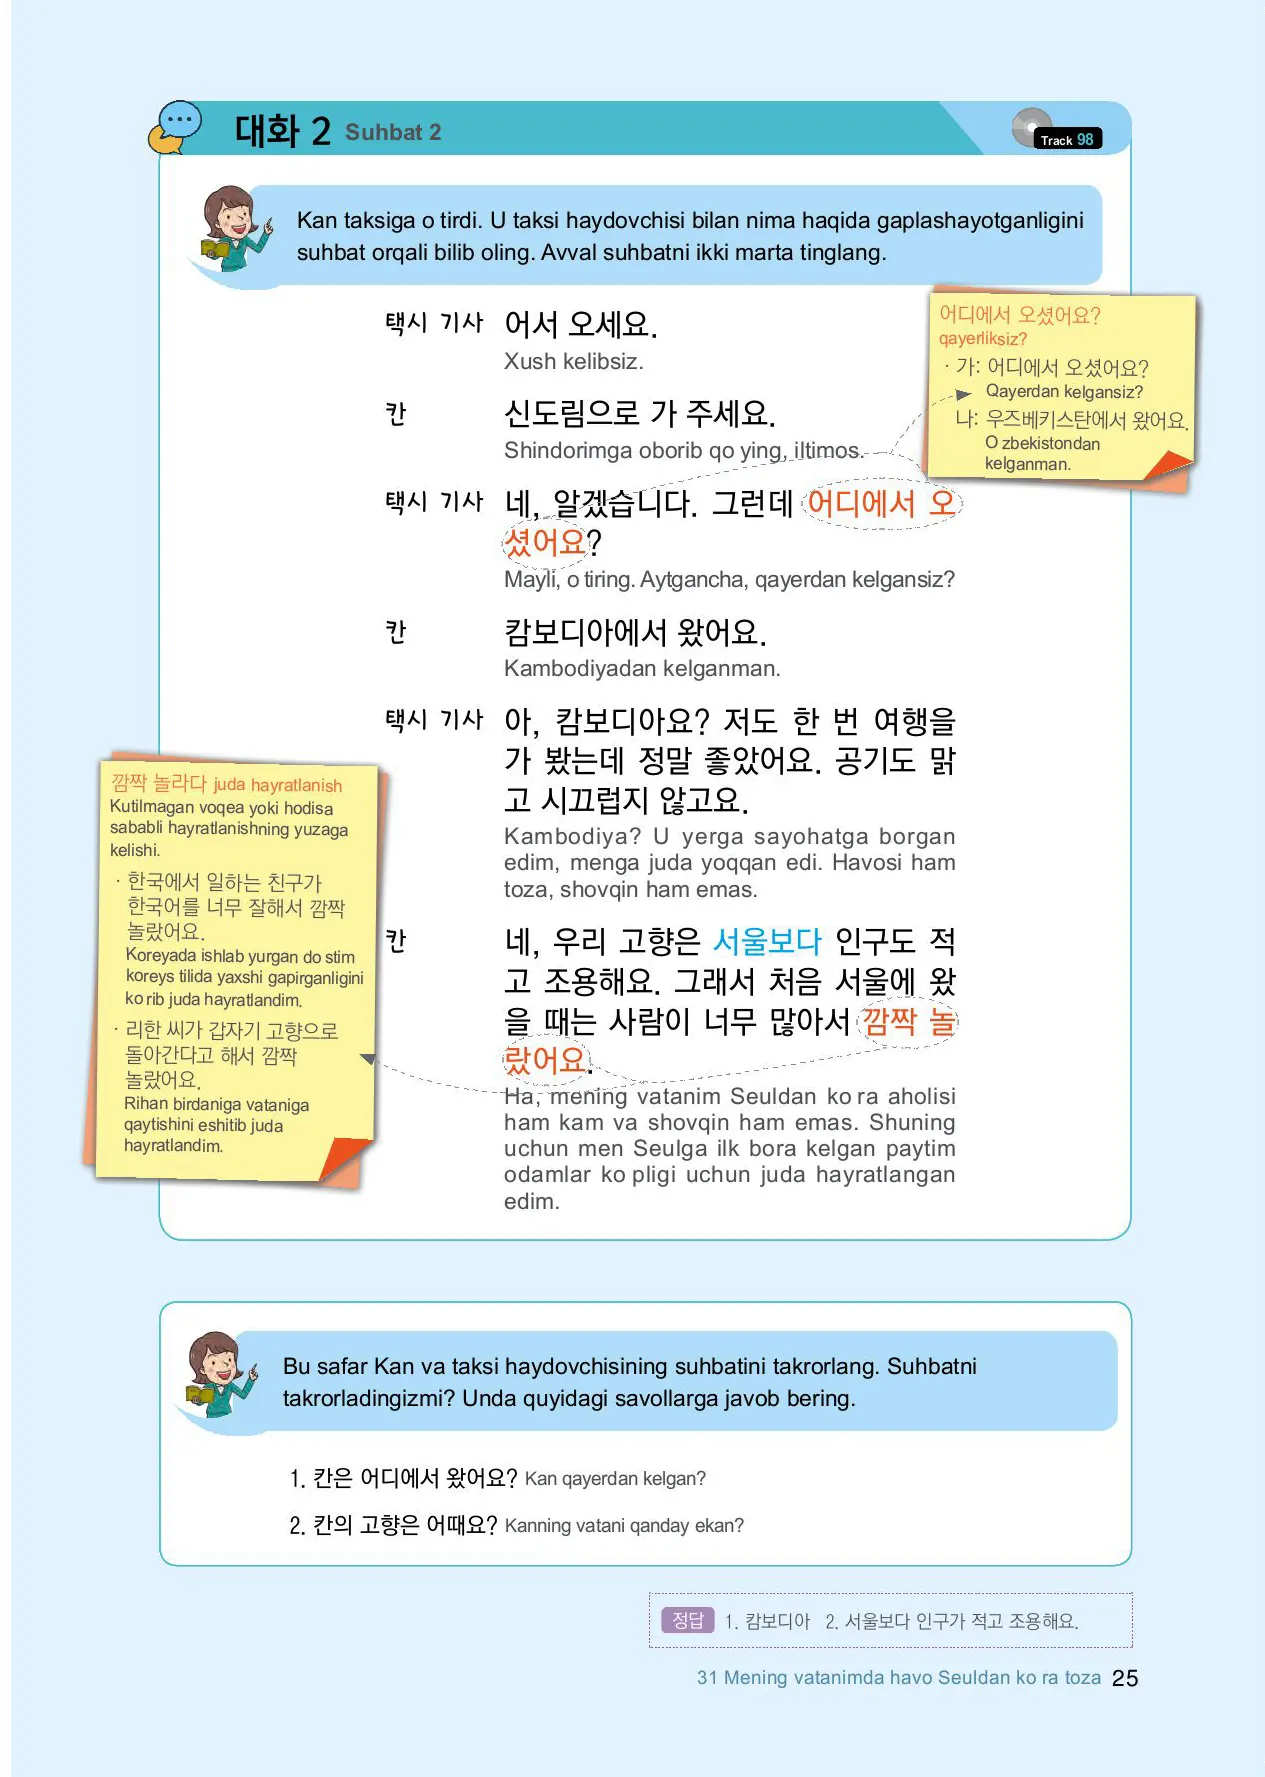 대화 2 Suhbat 2
Track 98
Kan taksiga o tirdi. U taksi haydovchisi bilan nima haqida gaplashayotganligini
suhbat orqali bilib oling. Avval suhbatni ikki marta tinglang.
택시 기사 어서 오세요.
Xush kelibsiz.
칸 신도림으로 가 주세요.
Shindorimga oborib qo ying, iltimos.
택시 기사 네, 알겠습니다. 그런데 어디에서 오
셨어요?
Mayli, o tiring. Aytgancha, qayerdan kelgansiz?
칸 캄보디아에서 왔어요.
Kambodiyadan kelganman.
택시 기사 아, 캄보디아요? 저도 한 번 여행을
가 봤는데 정말 좋았어요. 공기도 맑
고 시끄럽지 않고요.
Kambodiya? U yerga sayohatga borgan
edim, menga juda yoqqan edi. Havosi ham
toza, shovqin ham emas.
칸 네, 우리 고향은 서울보다 인구도 적
고 조용해요. 그래서 처음 서울에 왔
을 때는 사람이 너무 많아서 깜짝 놀
랐어요.
Ha, mening vatanim Seuldan ko ra aholisi
ham kam va shovqin ham emas. Shuning
uchun men Seulga ilk bora kelgan paytim
odamlar ko pligi uchun juda hayratlangan
edim.
어디에서 오셨어요?
qayerliksiz?
· 가: 어디에서 오셨어요?
Qayerdan kelgansiz?
나: 우즈베키스탄에서 왔어요.
O zbekistondan
kelganman.
깜짝 놀라다 juda hayratlanish
Kutilmagan voqea yoki hodisa
sababli hayratlanishning yuzaga
kelishi.
· 한국에서 일하는 친구가
한국어를 너무 잘해서 깜짝
놀랐어요.
Koreyada ishlab yurgan do stim
koreys tilida yaxshi gapirganligini
ko rib juda hayratlandim.
· 리한 씨가 갑자기 고향으로
돌아간다고 해서 깜짝
놀랐어요.
Rihan birdaniga vataniga
qaytishini eshitib juda
hayratlandim.
Bu safar Kan va taksi haydovchisining suhbatini takrorlang. Suhbatni
takrorladingizmi? Unda quyidagi savollarga javob bering.
1. 칸은 어디에서 왔어요? Kan qayerdan kelgan?
2. 칸의 고향은 어때요? Kanning vatani qanday ekan?
정답 1. 캄보디아 2. 서울보다 인구가 적고 조용해요.
31 Mening vatanimda havo Seuldan ko ra toza 25